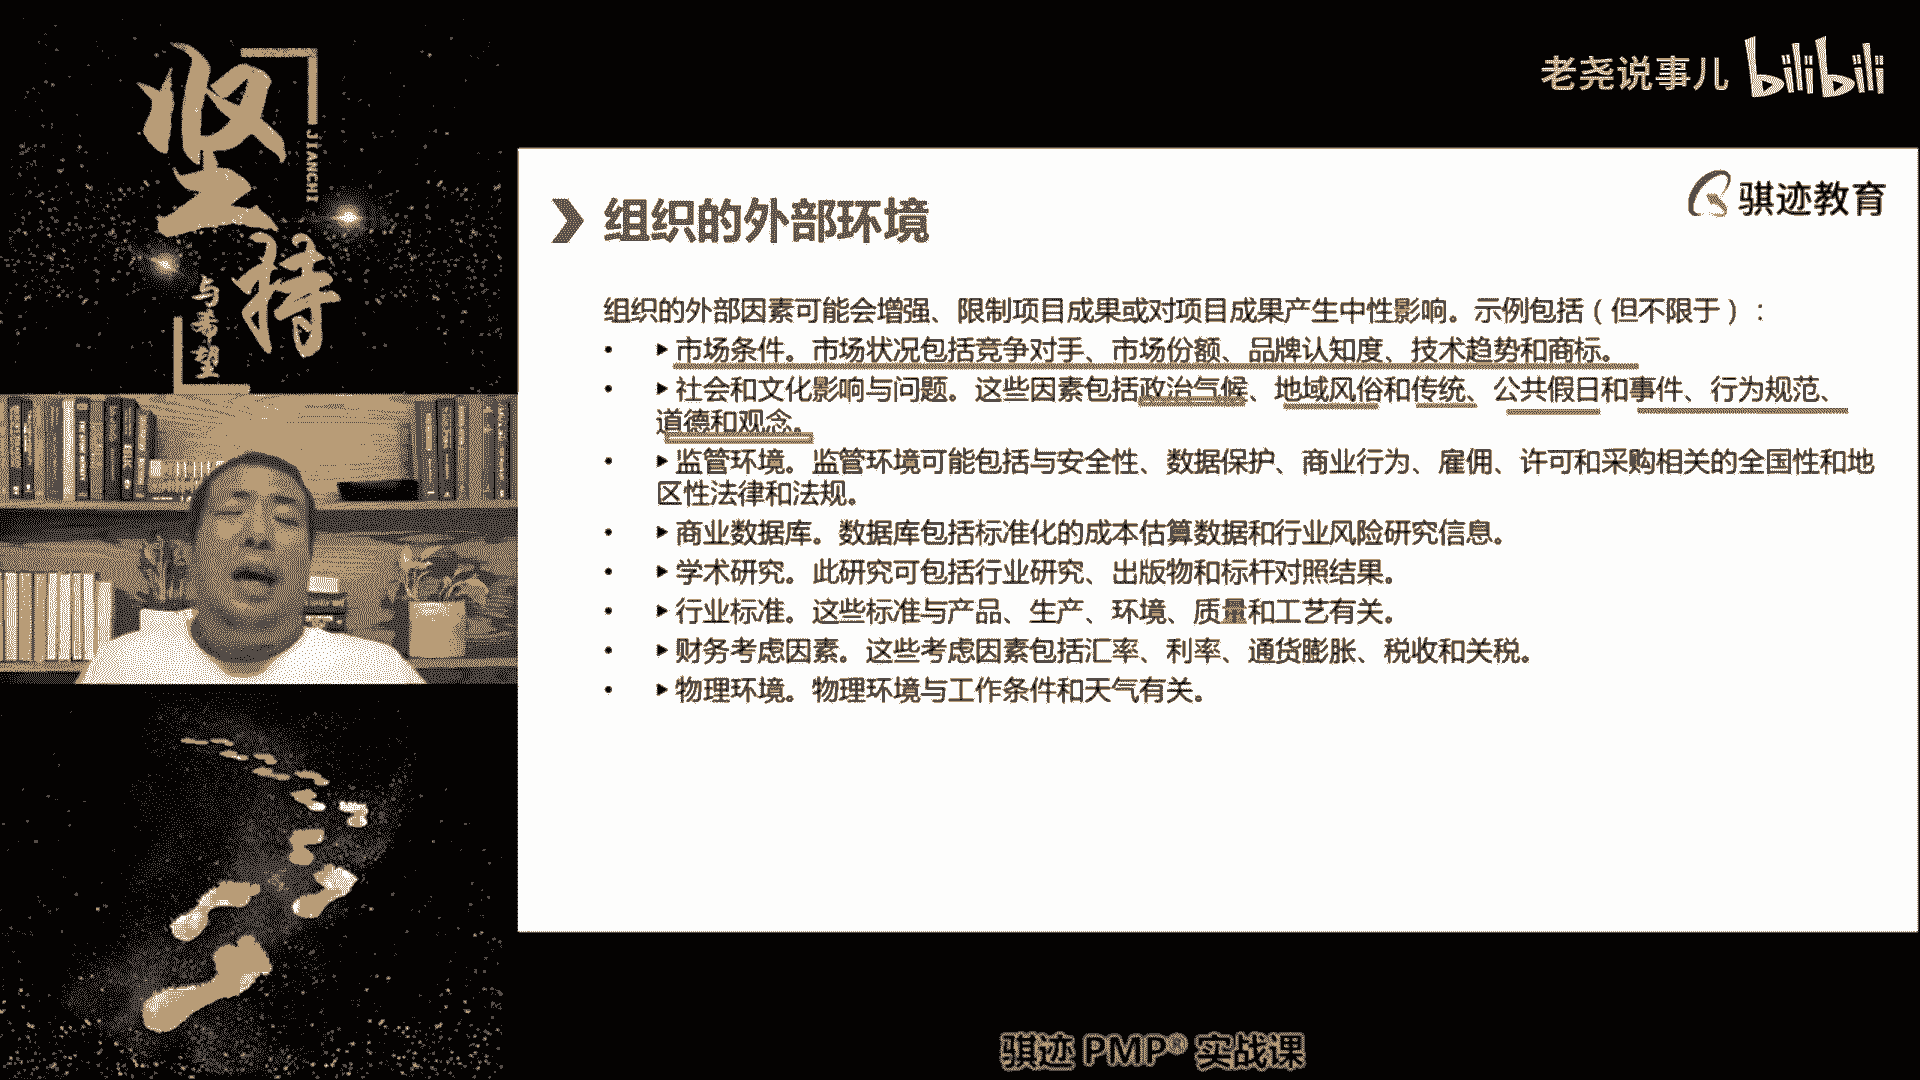 坚持
JIANCHI
与希望
老尧说事儿 bilibili
骐迹教育
组织的外部环境
组织的外部因素可能会增强、限制项目成果或对项目成果产生中性影响。示例包括（但不限于）：
• ▸市场条件。市场状况包括竞争对手、市场份额、品牌认知度、技术趋势和商标。
• ▸社会和文化影响与问题。这些因素包括政治气候、地域风俗和传统、公共假日和事件、行为规范、
道德和观念。
• ▸监管环境。监管环境可能包括与安全性、数据保护、商业行为、雇佣、许可和采购相关的全国性和地
区性法律和法规。
• ▸商业数据库。数据库包括标准化的成本估算数据和行业风险研究信息。
• ▸学术研究。此研究可包括行业研究、出版物和标杆对照结果。
• ▸行业标准。这些标准与产品、生产、环境、质量和工艺有关。
• ▸财务考虑因素。这些考虑因素包括汇率、利率、通货膨胀、税收和关税。
• ▸物理环境。物理环境与工作条件和天气有关。
骐迹 PMP® 实战课